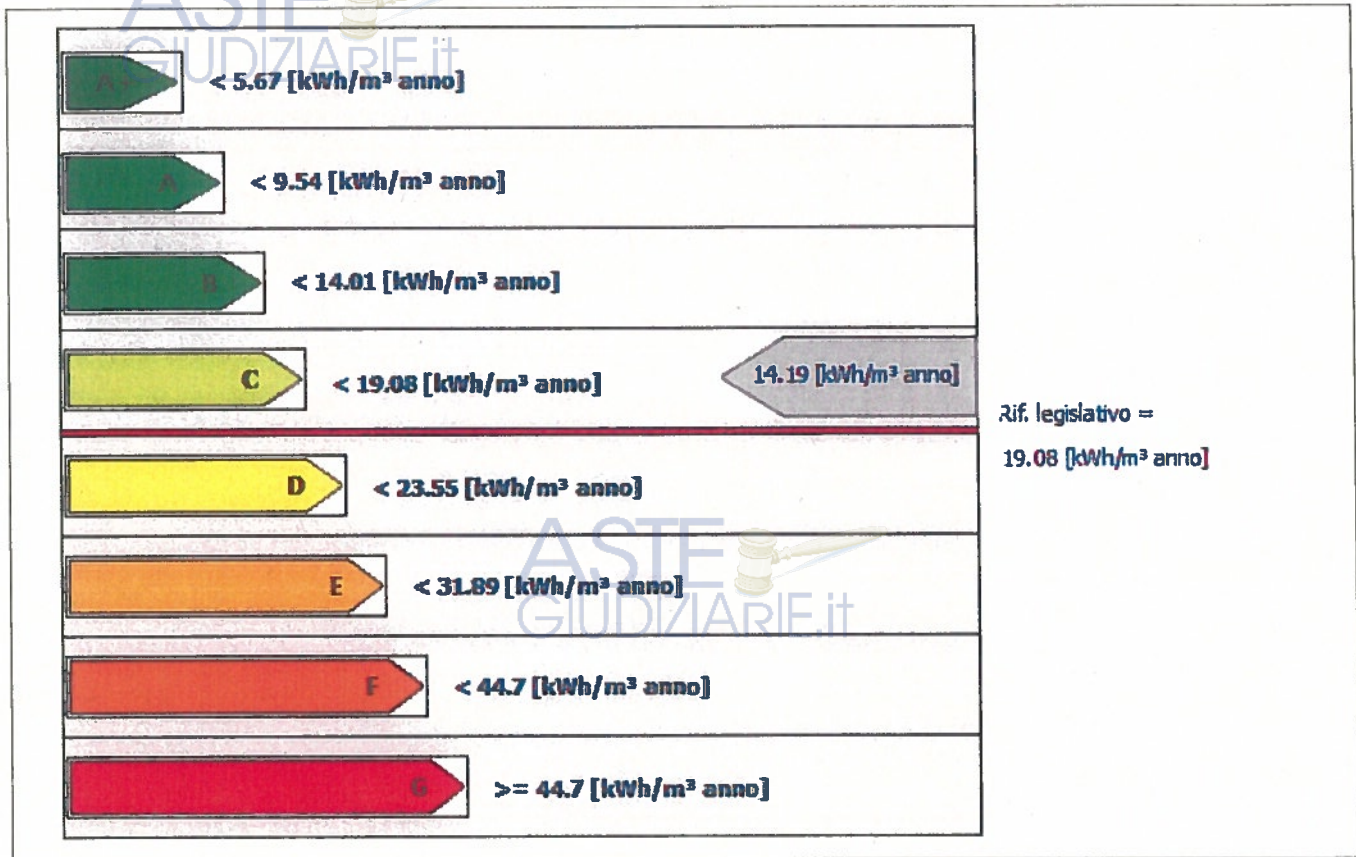 ASTE
GIUDIZIARIE.it
A+ < 5.67 [kWh/m³ anno]
A < 9.54 [kWh/m³ anno]
B < 14.01 [kWh/m³ anno]
C < 19.08 [kWh/m³ anno] 14.19 [kWh/m³ anno]
Rif. legislativo =
19.08 [kWh/m³ anno]
D < 23.55 [kWh/m³ anno]
ASTE
GIUDIZIARIE.it
E < 31.89 [kWh/m³ anno]
F < 44.7 [kWh/m³ anno]
G >= 44.7 [kWh/m³ anno]